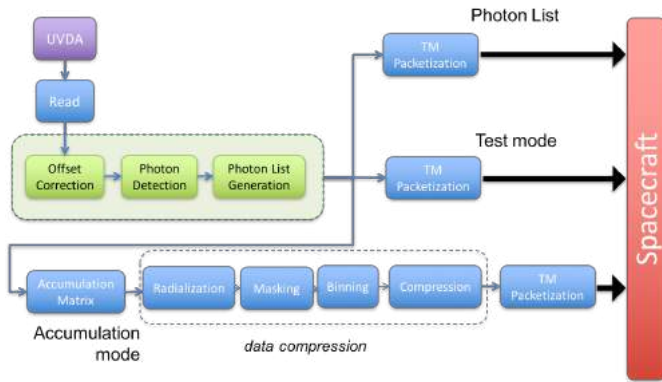 Photon List
UVDA
TM
Packetization
Read
Test mode
Offset
Correction
Photon
Detection
Photon List
Generation
TM
Packetization
Spacecraft
Accumulation
Matrix
Radialization
Masking
Binning
Compression
TM
Packetization
Accumulation
mode
data compression